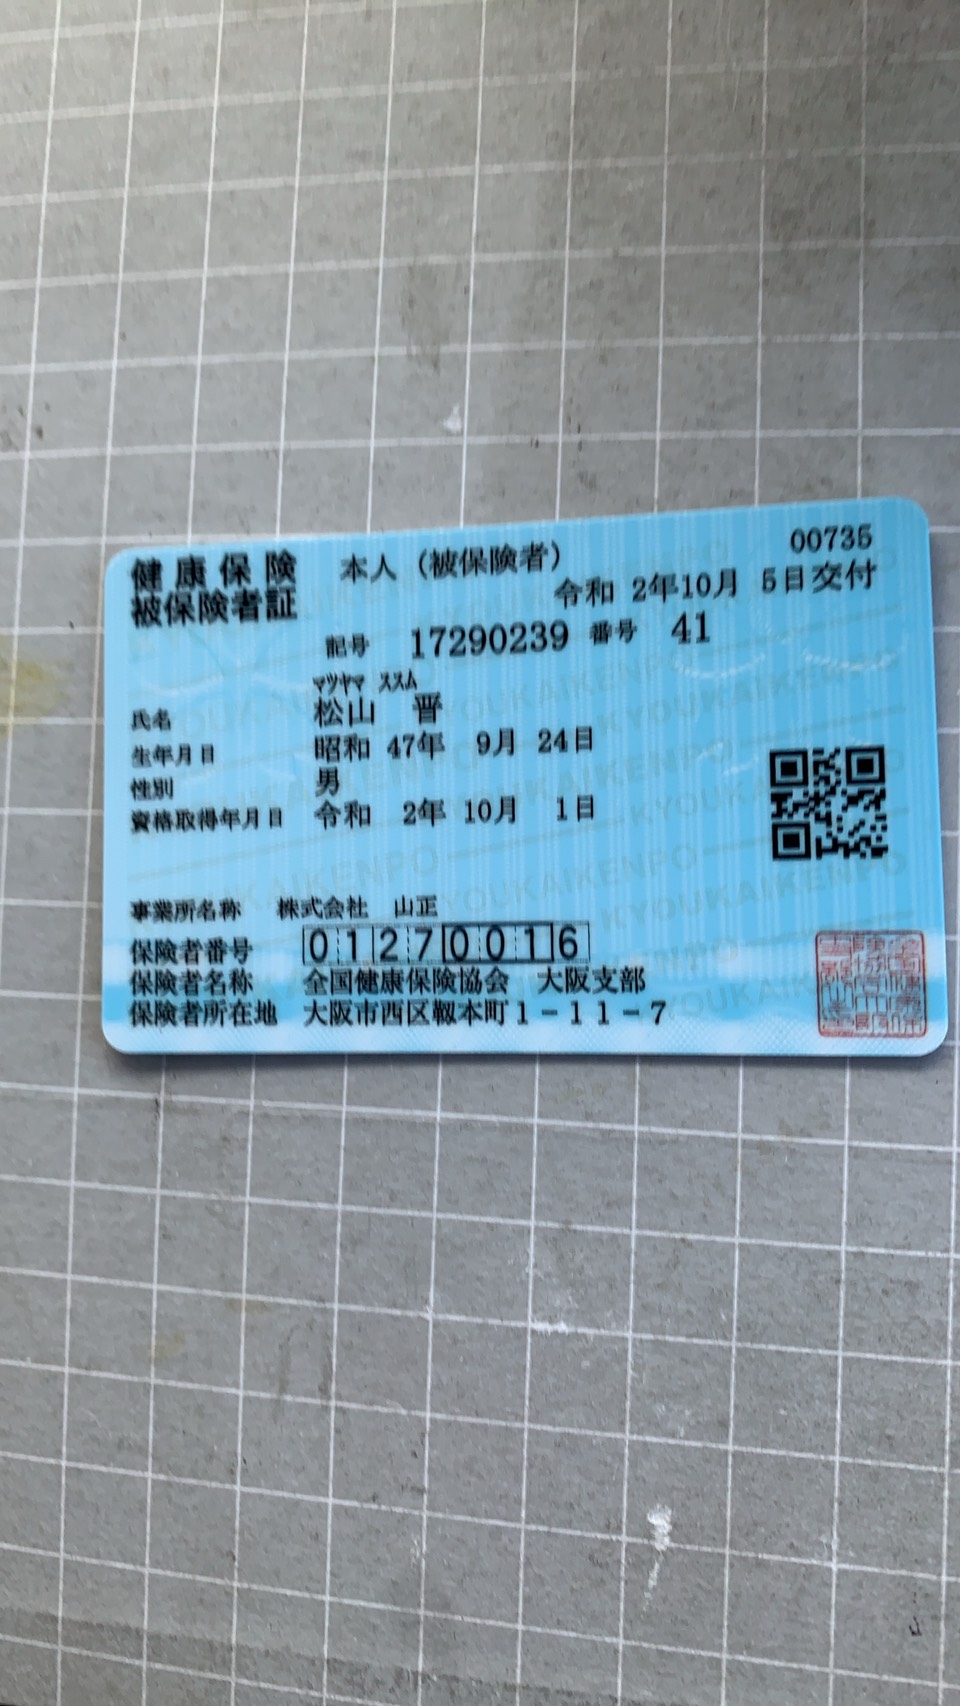 健康保険 本人（被保険者） 00735
被保険者証 令和 2年10月 5日交付
記号 17290239 番号 41
マツヤマ ススム
氏名 松山 晋
生年月日 昭和 47年 9月 24日
性別 男
資格取得年月日 令和 2年 10月 1日
事業所名称 株式会社 山正
保険者番号 01270016
保険者名称 全国健康保険協会 大阪支部
保険者所在地 大阪市西区靱本町1-11-7